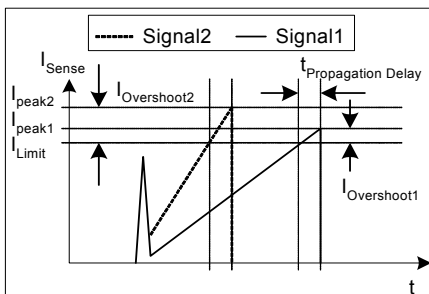 Signal2 Signal1
I_Sense
t_Propagation Delay
I_peak2
I_Overshoot2
I_peak1
I_Limit
I_Overshoot1
t